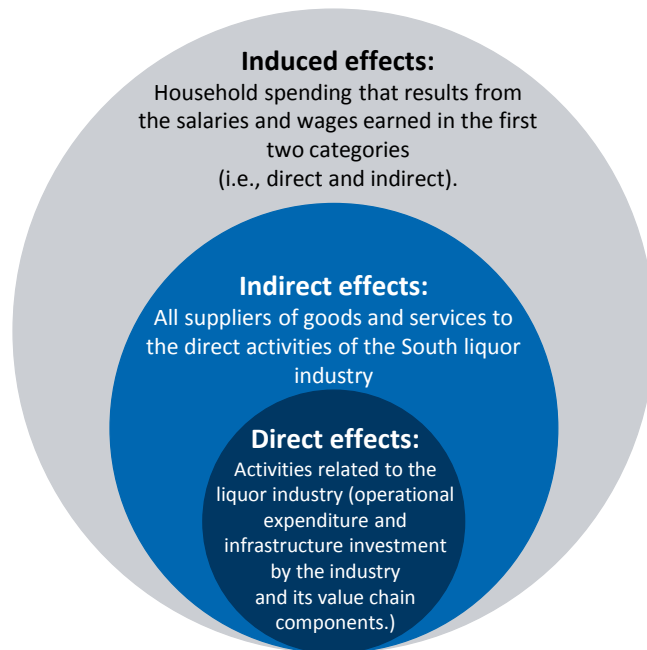 Induced effects:
Household spending that results from
the salaries and wages earned in the first
two categories
(i.e., direct and indirect).
Indirect effects:
All suppliers of goods and services to
the direct activities of the South liquor
industry
Direct effects:
Activities related to the
liquor industry (operational
expenditure and
infrastructure investment
by the industry
and its value chain
components.)